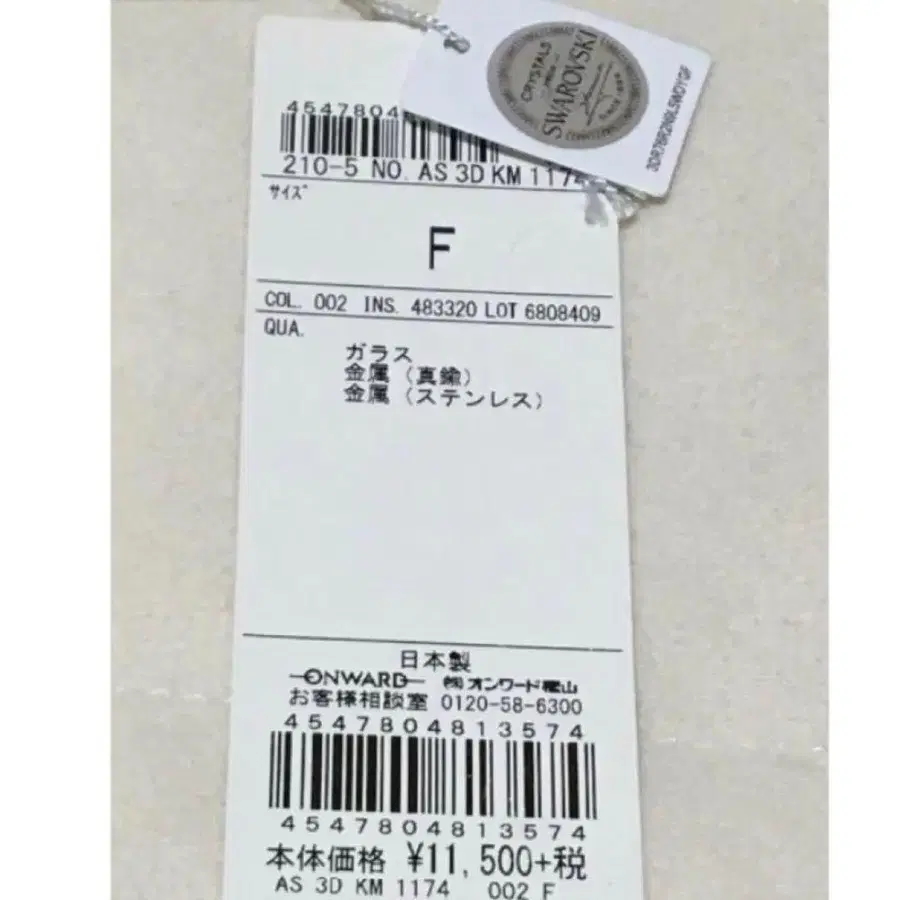 CRYSTALS
SWAROVSKI
4547804
210-5 NO. AS 3D KM 1174
サイズ
F
COL. 002 INS. 483320 LOT 6808409
QUA.
ガラス
金属（真鍮）
金属（ステンレス）
日本製
ONWARD ㈱オンワード樫山
お客様相談室 0120-58-6300
4547804813574
4547804813574
本体価格 ¥11,500+税
AS 3D KM 1174 002 F